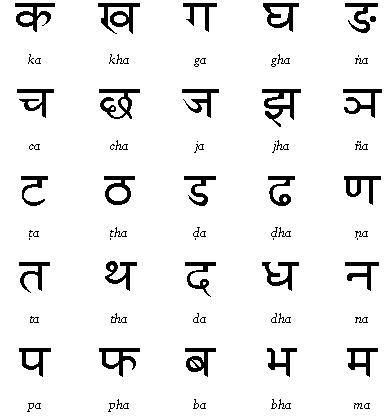 क ख ग घ ङ
ka kha ga gha ṅa
च छ ज झ ञ
ca cha ja jha ña
ट ठ ड ढ ण
ṭa ṭha ḍa ḍha ṇa
त थ द ध न
ta tha da dha na
प फ ब भ म
pa pha ba bha ma